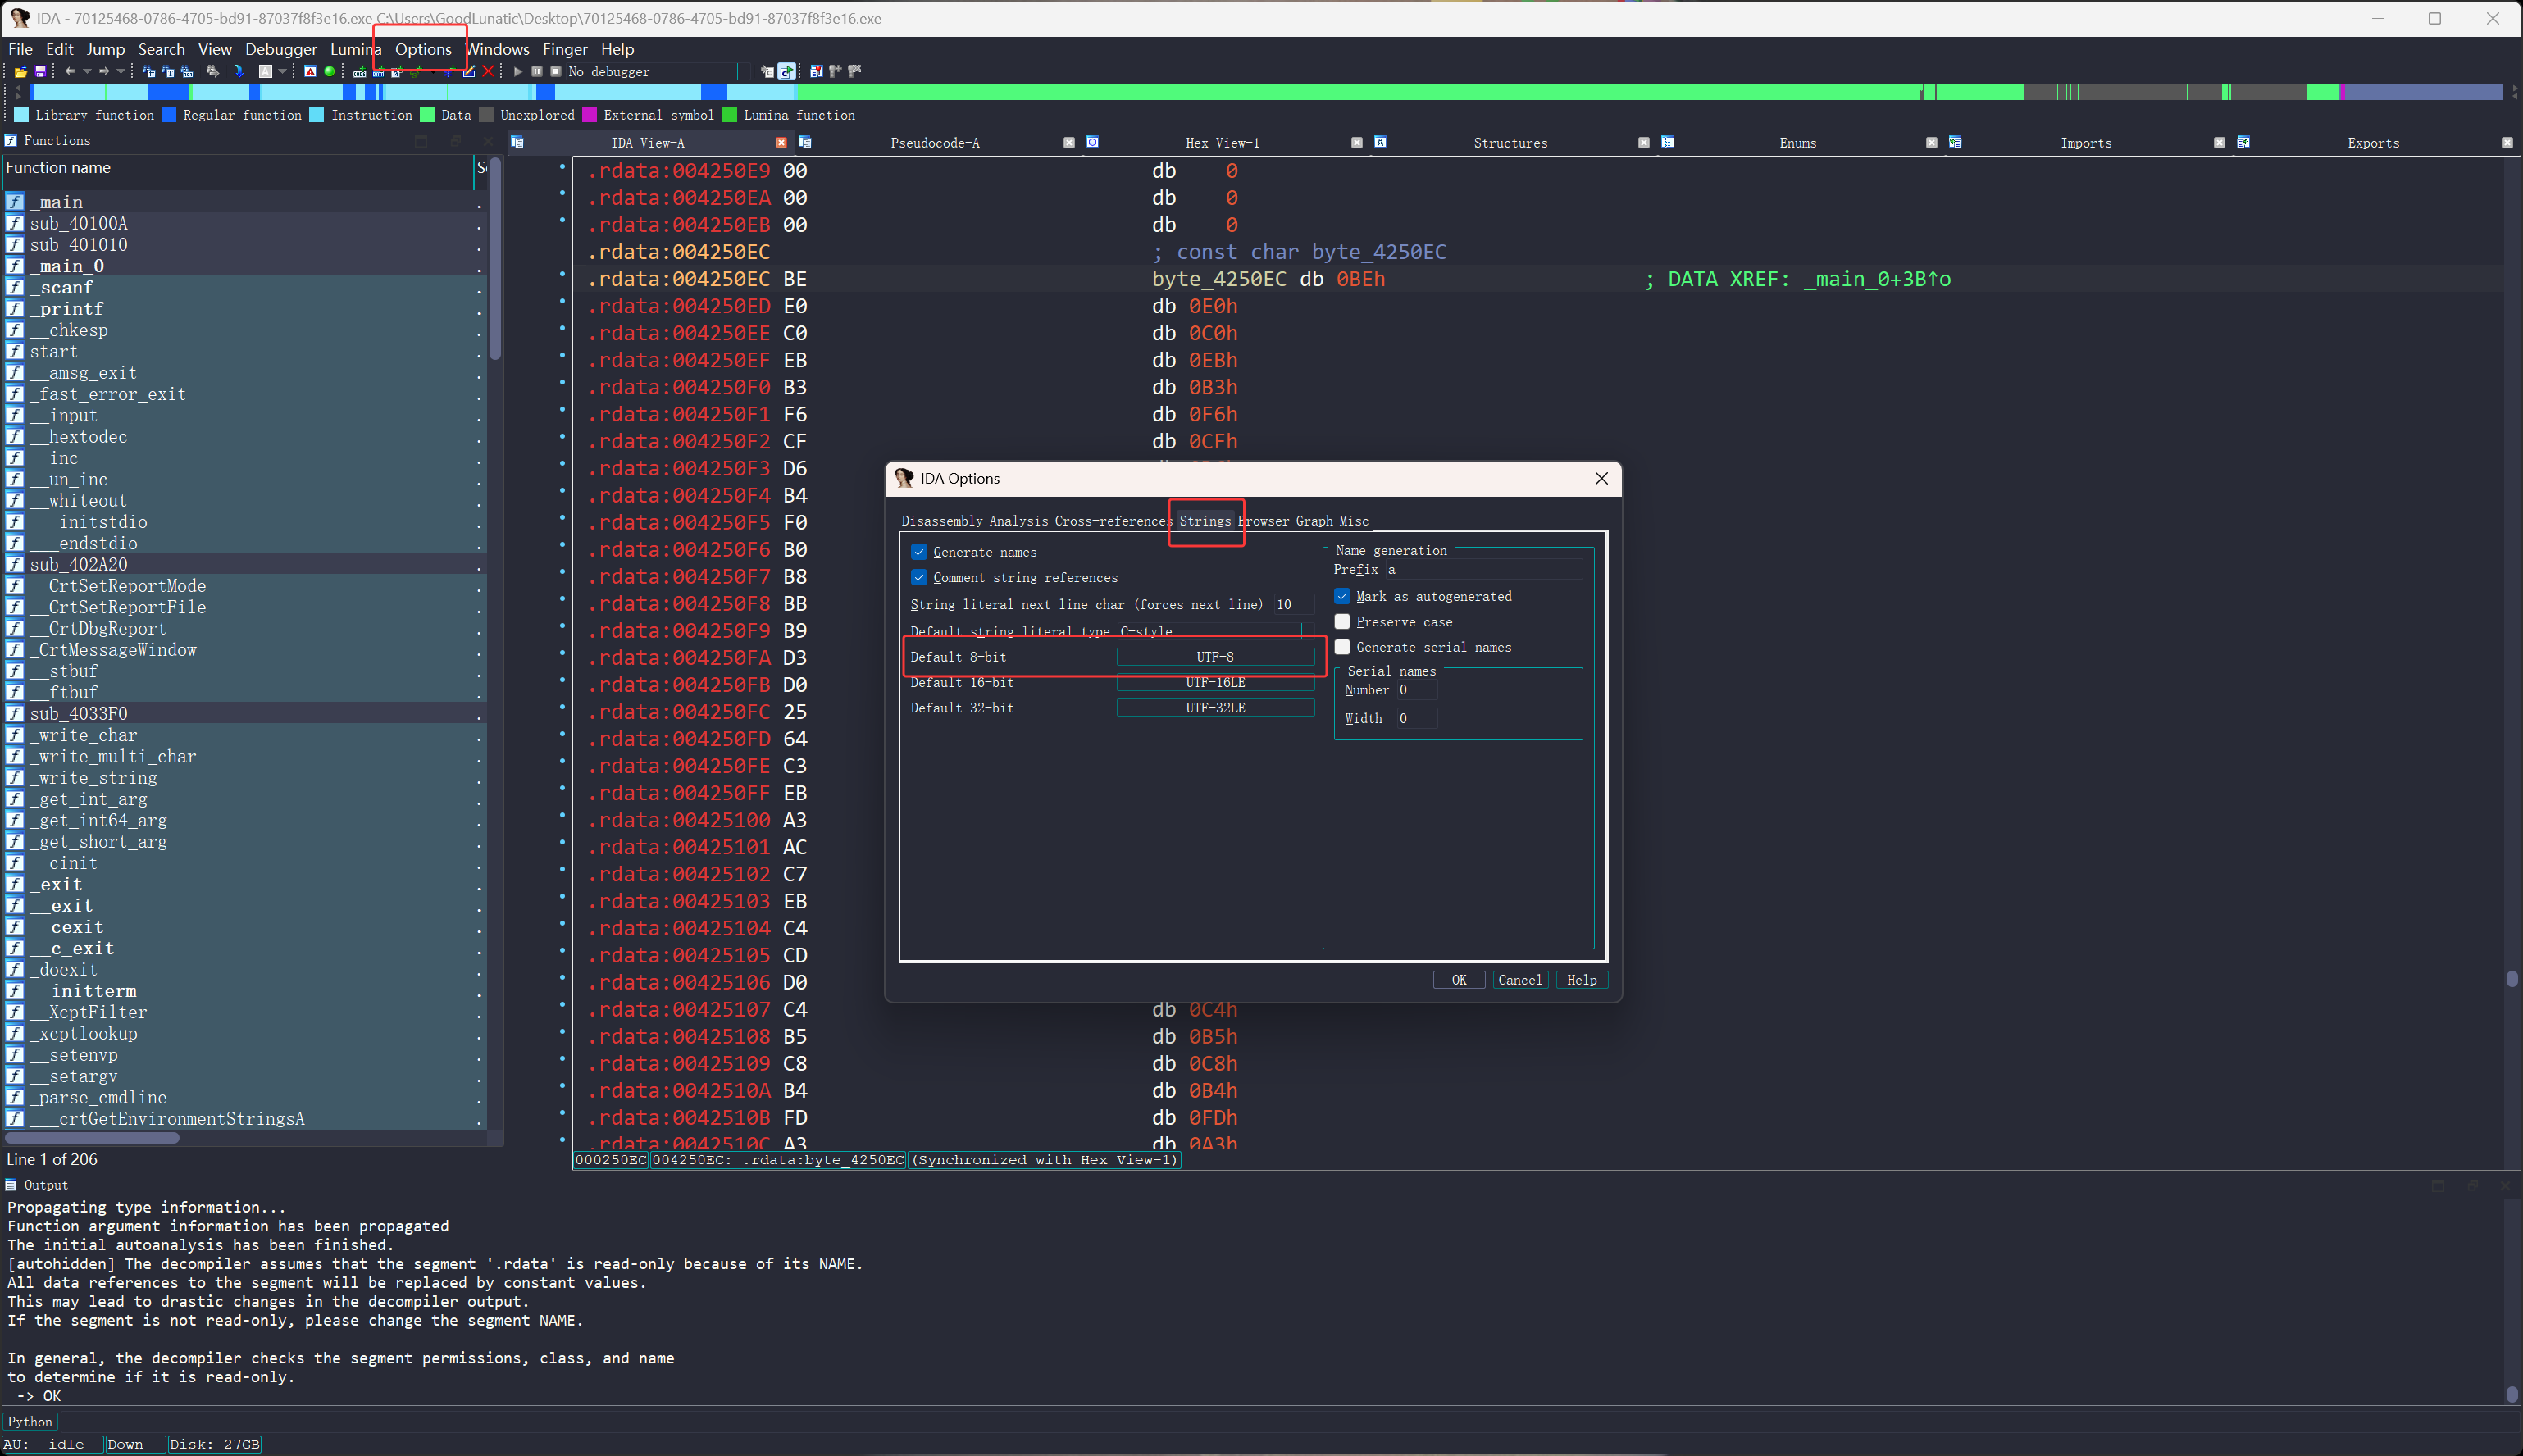 IDA - 70125468-0786-4705-bd91-87037f8f3e16.exe C:\Users\GoodLunatic\Desktop\70125468-0786-4705-bd91-87037f8f3e16.exe
File Edit Jump Search View Debugger Lumina Options Windows Finger Help
No debugger
Library function Regular function Instruction Data Unexplored External symbol Lumina function
Functions
Function name
_main
sub_40100A
sub_401010
_main_0
_scanf
_printf
__chkesp
start
__amsg_exit
_fast_error_exit
__input
__hextodec
__inc
__un_inc
__whiteout
___initstdio
___endstdio
sub_402A20
__CrtSetReportMode
__CrtSetReportFile
__CrtDbgReport
_CrtMessageWindow
__stbuf
__ftbuf
sub_4033F0
_write_char
_write_multi_char
_write_string
_get_int_arg
_get_int64_arg
_get_short_arg
__cinit
_exit
__exit
__cexit
__c_exit
_doexit
__initterm
__XcptFilter
_xcptlookup
__setenvp
__setargv
_parse_cmdline
___crtGetEnvironmentStringsA
Line 1 of 206
IDA View-A Pseudocode-A Hex View-1 Structures Enums Imports Exports
.rdata:004250E9 00 db 0
.rdata:004250EA 00 db 0
.rdata:004250EB 00 db 0
.rdata:004250EC ; const char byte_4250EC
.rdata:004250EC BE byte_4250EC db 0BEh ; DATA XREF: _main_0+3B↑o
.rdata:004250ED E0 db 0E0h
.rdata:004250EE C0 db 0C0h
.rdata:004250EF EB db 0EBh
.rdata:004250F0 B3 db 0B3h
.rdata:004250F1 F6 db 0F6h
.rdata:004250F2 CF db 0CFh
.rdata:004250F3 D6
.rdata:004250F4 B4
.rdata:004250F5 F0
.rdata:004250F6 B0
.rdata:004250F7 B8
.rdata:004250F8 BB
.rdata:004250F9 B9
.rdata:004250FA D3
.rdata:004250FB D0
.rdata:004250FC 25
.rdata:004250FD 64
.rdata:004250FE C3
.rdata:004250FF EB
.rdata:00425100 A3
.rdata:00425101 AC
.rdata:00425102 C7
.rdata:00425103 EB
.rdata:00425104 C4
.rdata:00425105 CD
.rdata:00425106 D0
.rdata:00425107 C4 db 0C4h
.rdata:00425108 B5 db 0B5h
.rdata:00425109 C8 db 0C8h
.rdata:0042510A B4 db 0B4h
.rdata:0042510B FD db 0FDh
.rdata:0042510C A3 db 0A3h
000250EC 004250EC: .rdata:byte_4250EC (Synchronized with Hex View-1)
IDA Options
Disassembly Analysis Cross-references Strings Browser Graph Misc
Generate names
Comment string references
String literal next line char (forces next line) 10
Default string literal type C-style
Default 8-bit UTF-8
Default 16-bit UTF-16LE
Default 32-bit UTF-32LE
Name generation
Prefix a
Mark as autogenerated
Preserve case
Generate serial names
Serial names
Number 0
Width 0
OK Cancel Help
Output
Propagating type information...
Function argument information has been propagated
The initial autoanalysis has been finished.
[autohidden] The decompiler assumes that the segment '.rdata' is read-only because of its NAME.
All data references to the segment will be replaced by constant values.
This may lead to drastic changes in the decompiler output.
If the segment is not read-only, please change the segment NAME.
In general, the decompiler checks the segment permissions, class, and name
to determine if it is read-only.
-> OK
Python
AU: idle Down Disk: 27GB